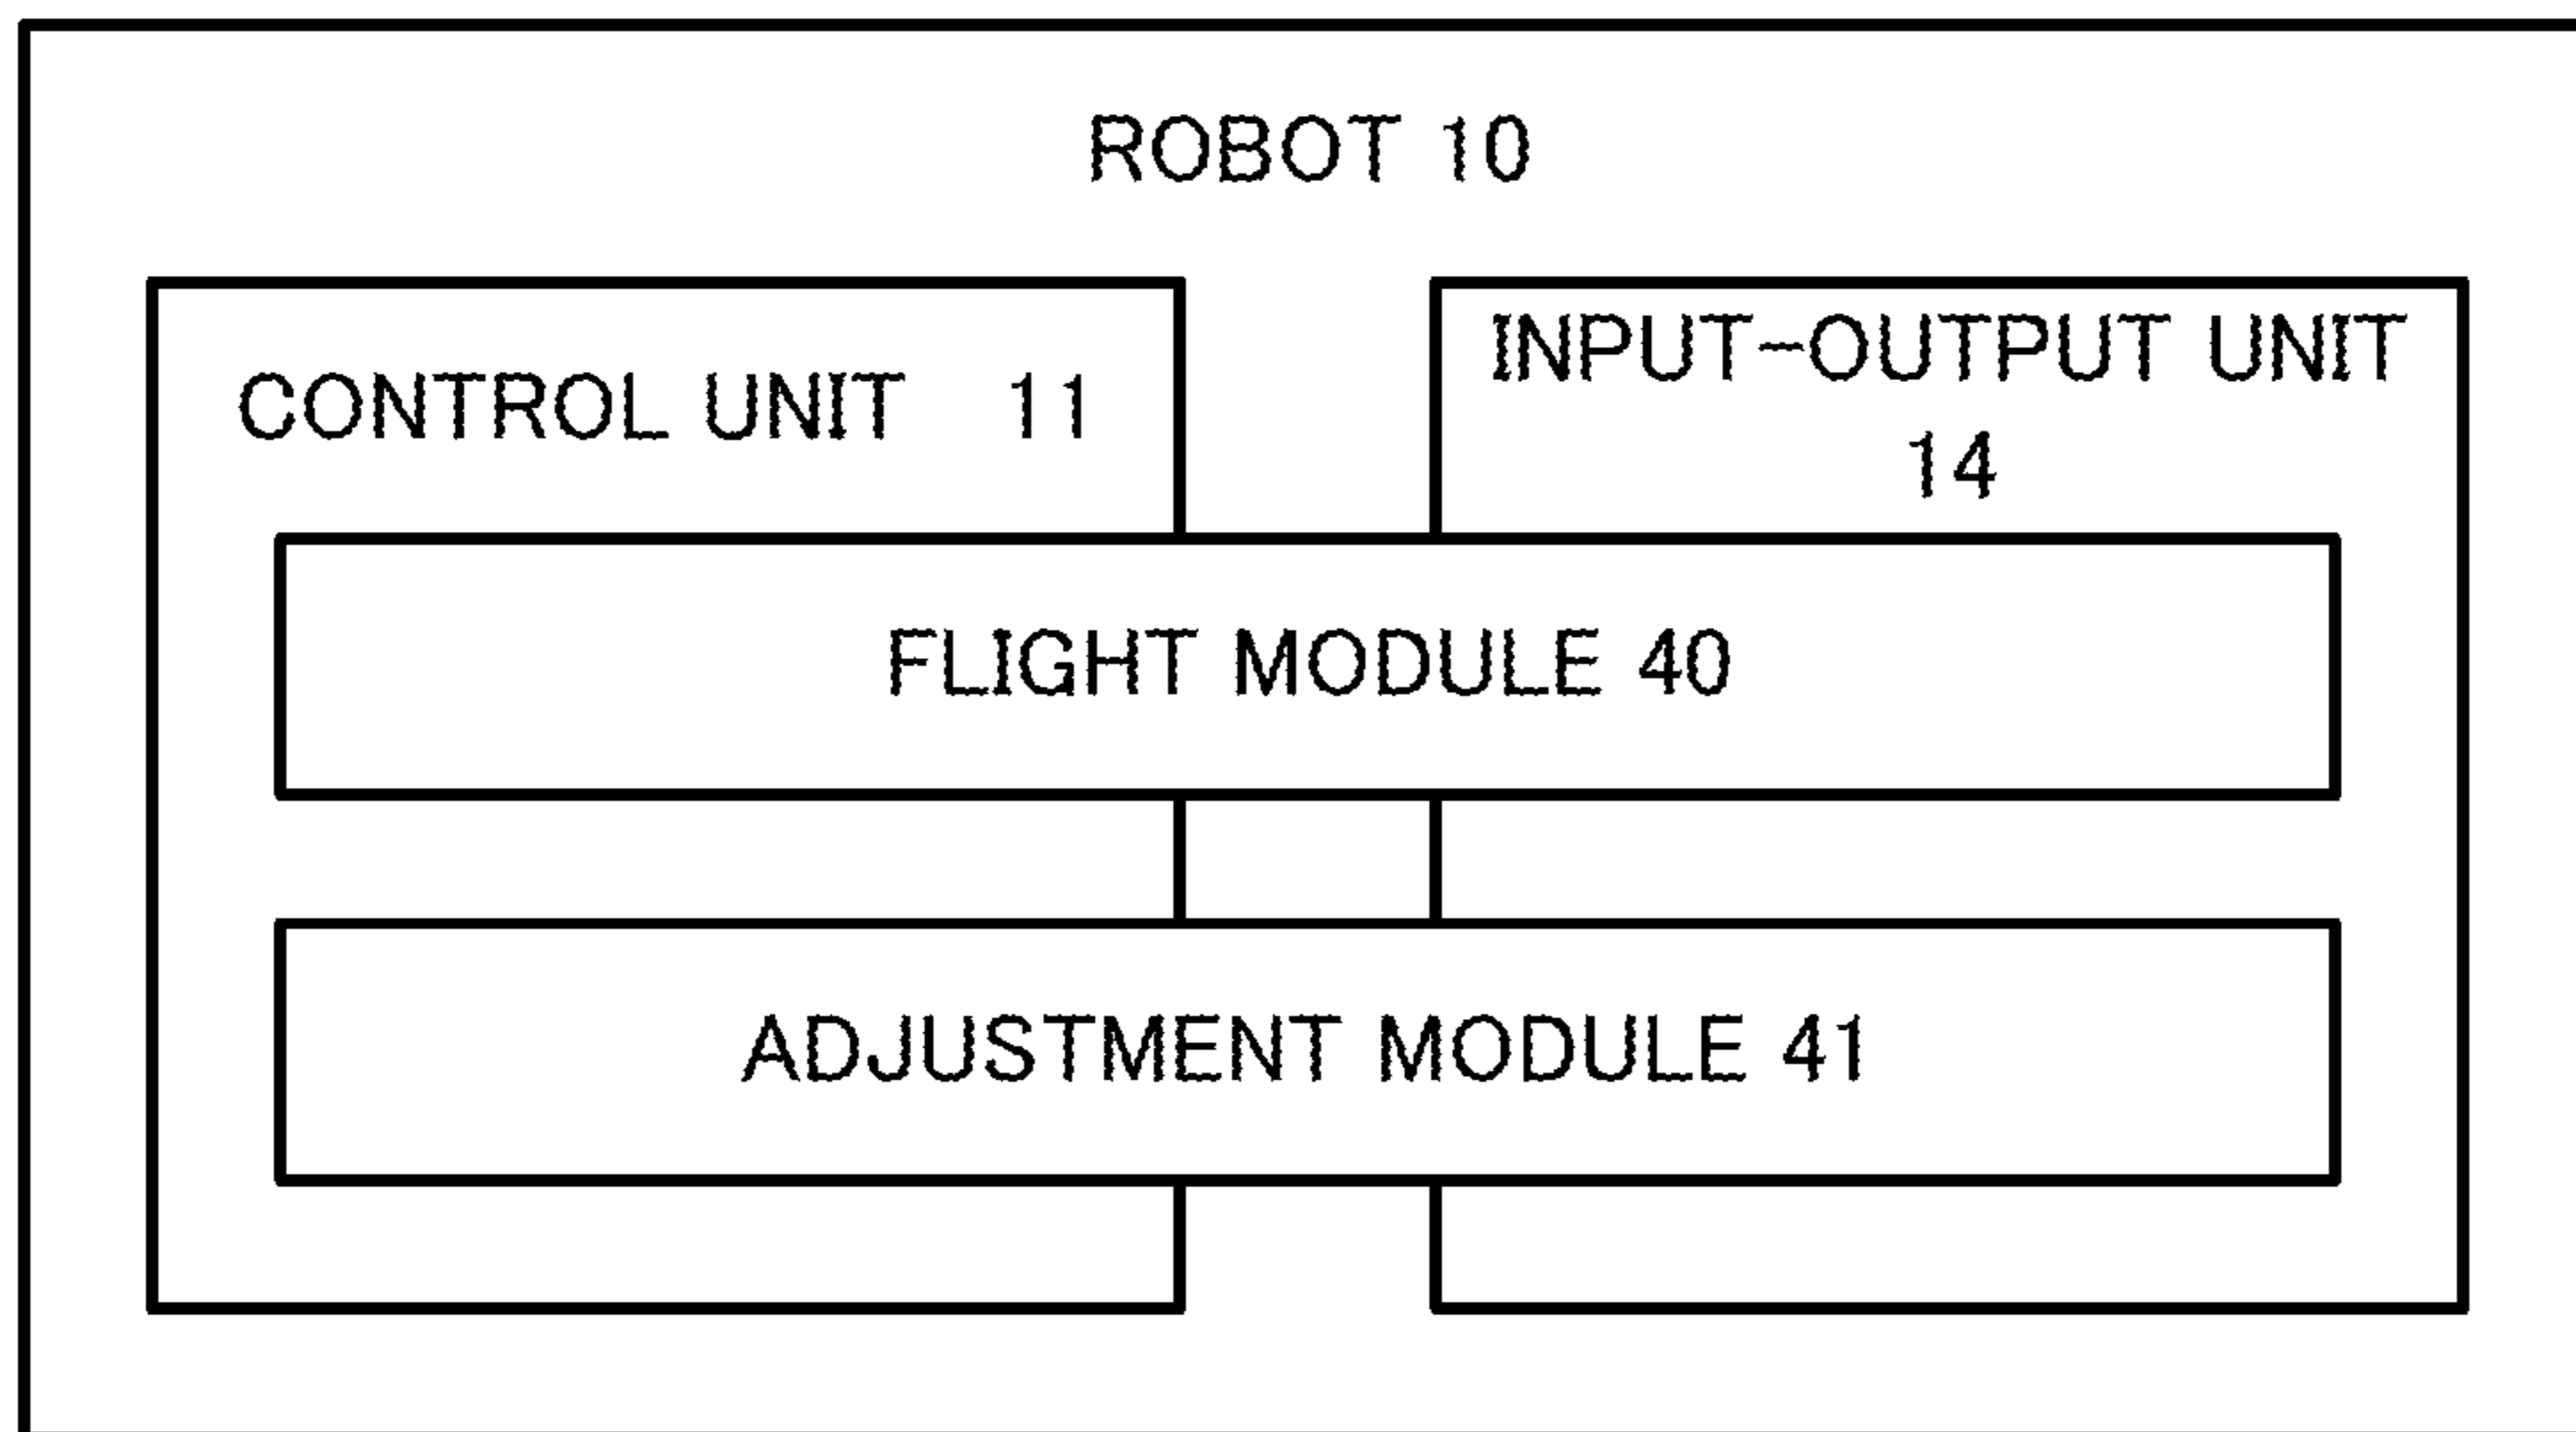 ROBOT 10
CONTROL UNIT 11
INPUT-OUTPUT UNIT
14
FLIGHT MODULE 40
ADJUSTMENT MODULE 41